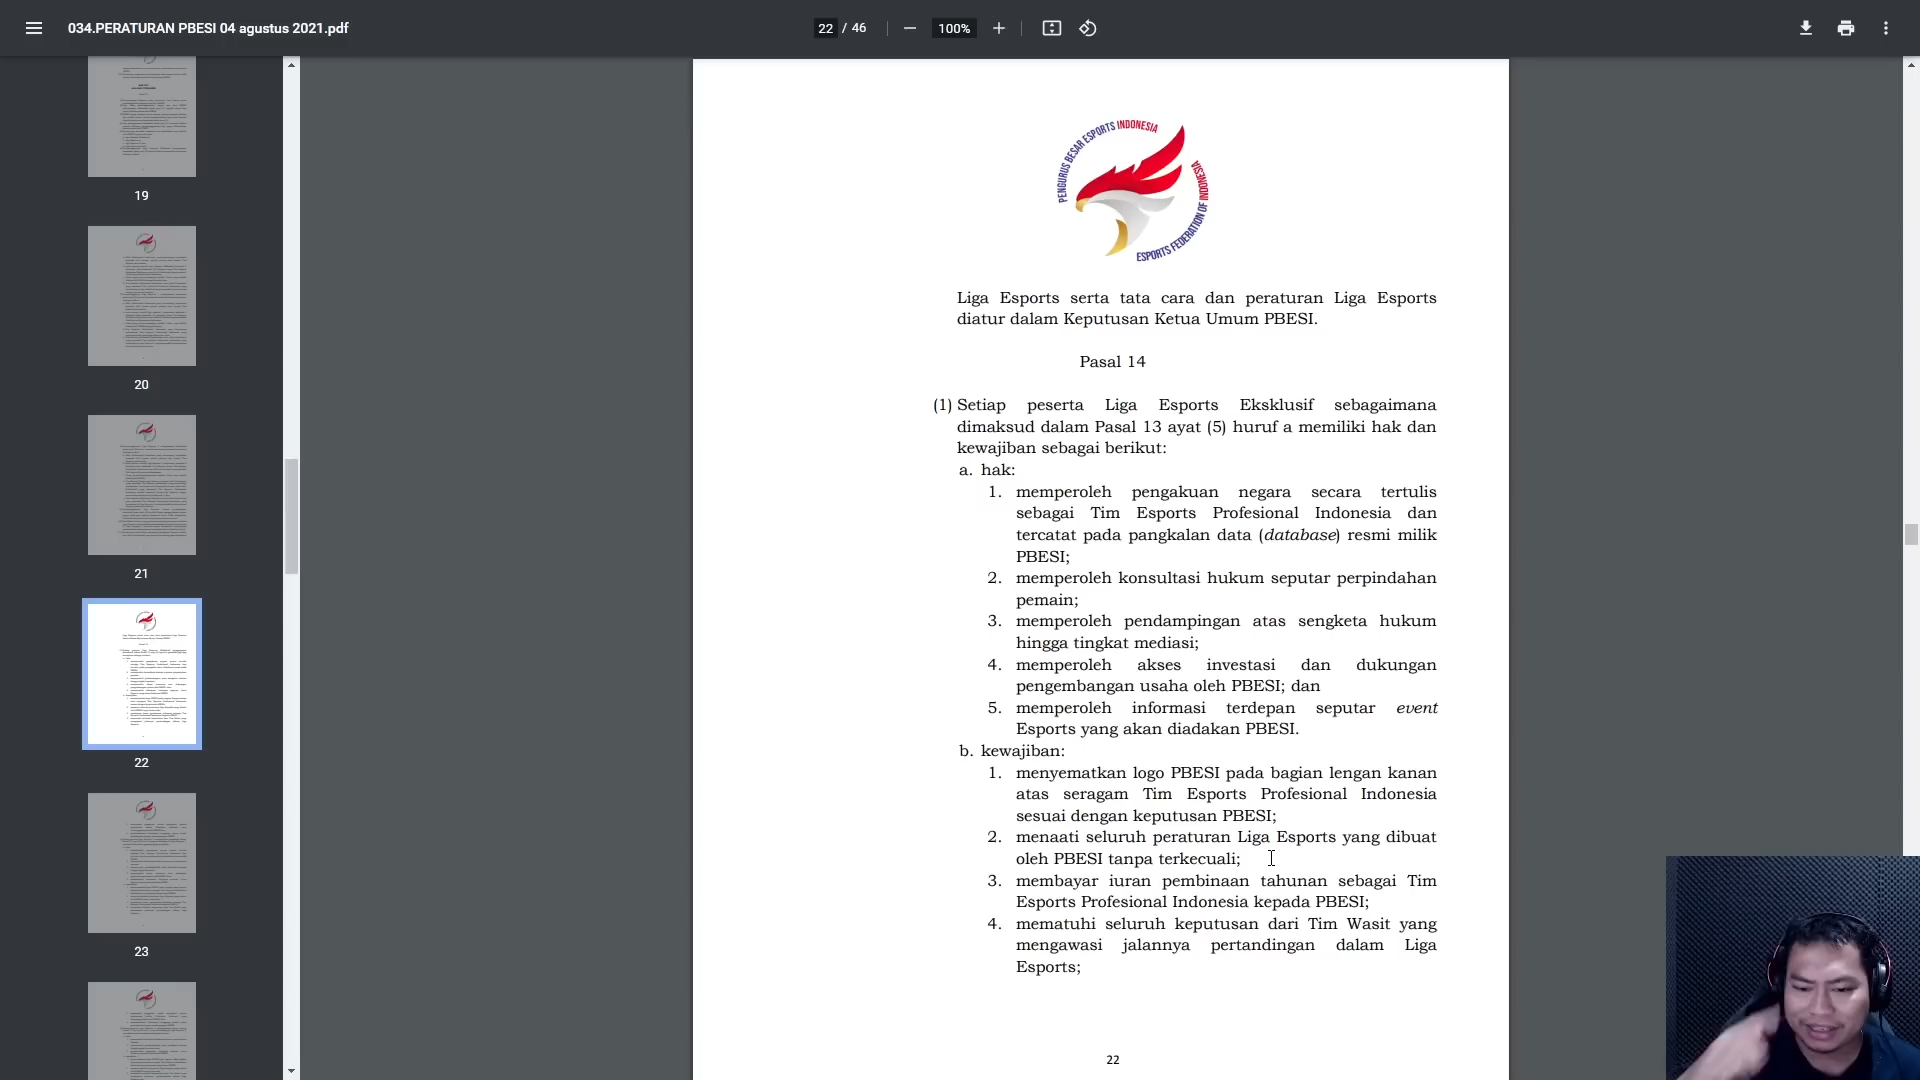 034.PERATURAN PBESI 04 agustus 2021.pdf
22 / 46
100%
19
20
21
22
23
PENGURUS BESAR ESPORTS INDONESIA
ESPORTS FEDERATION OF INDONESIA
Liga Esports serta tata cara dan peraturan Liga Esports
diatur dalam Keputusan Ketua Umum PBESI.
Pasal 14
(1) Setiap peserta Liga Esports Eksklusif sebagaimana
dimaksud dalam Pasal 13 ayat (5) huruf a memiliki hak dan
kewajiban sebagai berikut:
a. hak:
1. memperoleh pengakuan negara secara tertulis
sebagai Tim Esports Profesional Indonesia dan
tercatat pada pangkalan data (database) resmi milik
PBESI;
2. memperoleh konsultasi hukum seputar perpindahan
pemain;
3. memperoleh pendampingan atas sengketa hukum
hingga tingkat mediasi;
4. memperoleh akses investasi dan dukungan
pengembangan usaha oleh PBESI; dan
5. memperoleh informasi terdepan seputar event
Esports yang akan diadakan PBESI.
b. kewajiban:
1. menyematkan logo PBESI pada bagian lengan kanan
atas seragam Tim Esports Profesional Indonesia
sesuai dengan keputusan PBESI;
2. menaati seluruh peraturan Liga Esports yang dibuat
oleh PBESI tanpa terkecuali;
3. membayar iuran pembinaan tahunan sebagai Tim
Esports Profesional Indonesia kepada PBESI;
4. mematuhi seluruh keputusan dari Tim Wasit yang
mengawasi jalannya pertandingan dalam Liga
Esports;
22